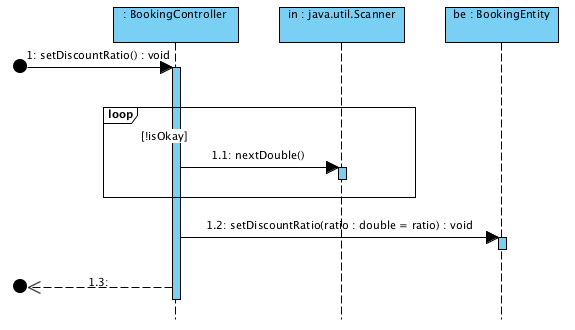 : BookingController
in : java.util.Scanner
be : BookingEntity
1: setDiscountRatio() : void
loop
[!isOkay]
1.1: nextDouble()
1.2: setDiscountRatio(ratio : double = ratio) : void
1.3: